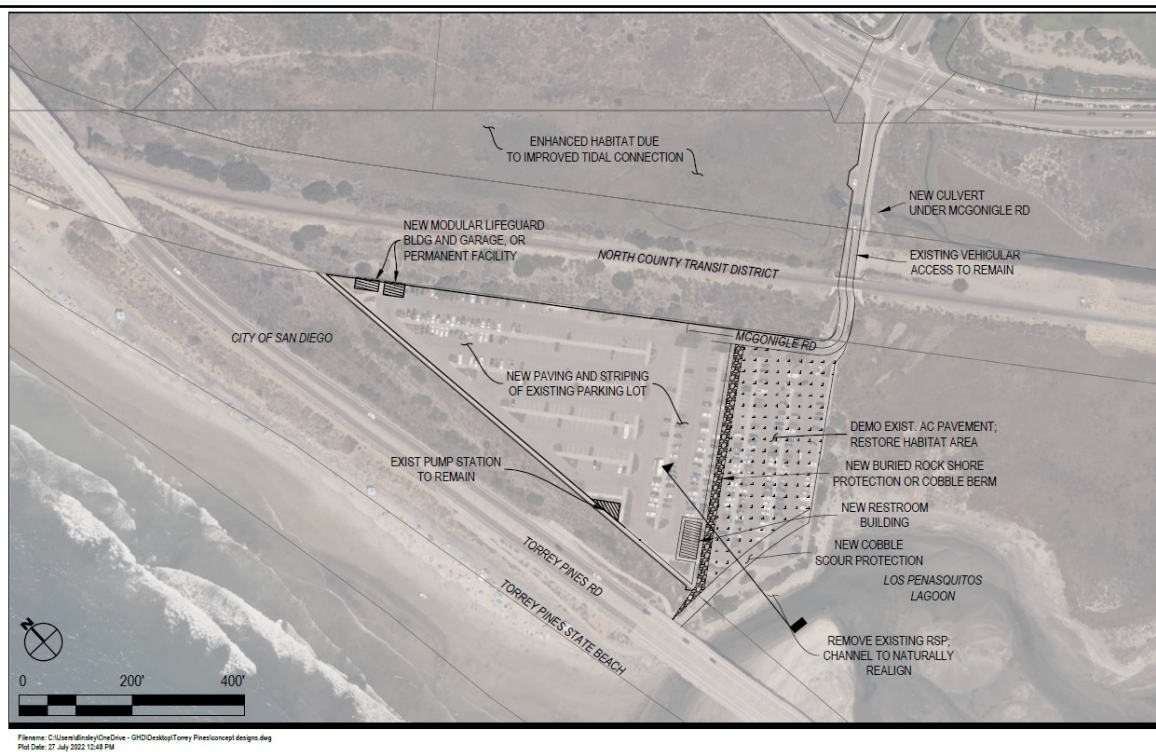 ENHANCED HABITAT DUE
TO IMPROVED TIDAL CONNECTION
NEW CULVERT
UNDER MCGONIGLE RD
NEW MODULAR LIFEGUARD
BLDG AND GARAGE, OR
PERMANENT FACILITY
NORTH COUNTY TRANSIT DISTRICT
EXISTING VEHICULAR
ACCESS TO REMAIN
CITY OF SAN DIEGO
MCGONIGLE RD
NEW PAVING AND STRIPING
OF EXISTING PARKING LOT
DEMO EXIST. AC PAVEMENT;
RESTORE HABITAT AREA
EXIST PUMP STATION
TO REMAIN
NEW BURIED ROCK SHORE
PROTECTION OR COBBLE BERM
NEW RESTROOM
BUILDING
NEW COBBLE
SCOUR PROTECTION
TORREY PINES RD
LOS PENASQUITOS
LAGOON
TORREY PINES STATE BEACH
REMOVE EXISTING RSP;
CHANNEL TO NATURALLY
REALIGN
N
0 200' 400'
Filename: C:\Users\dlinsley\OneDrive - GHD\Desktop\Torrey Pines\concept designs.dwg
Plot Date: 27 July 2022 12:48 PM